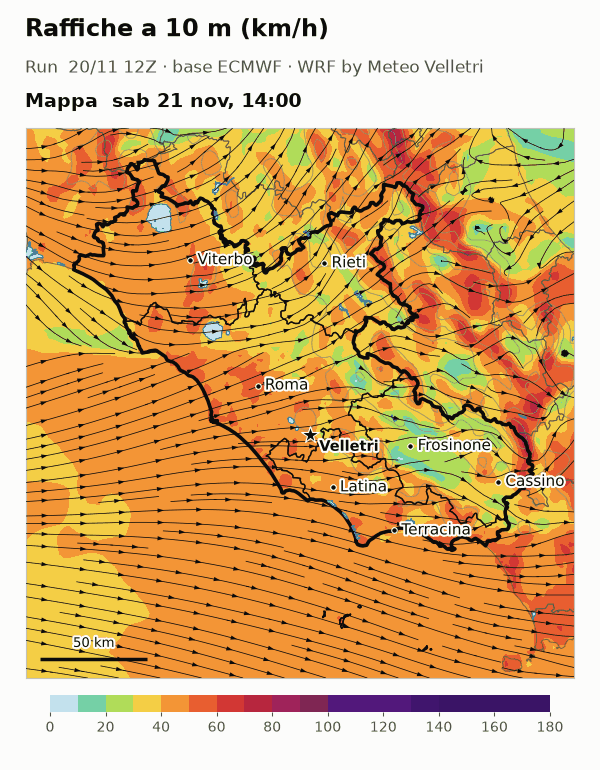 Raffiche a 10 m (km/h)
Run  20/11 12Z · base ECMWF · WRF by Meteo Velletri
Mappa  sab 21 nov, 14:00
Viterbo
Rieti
Roma
Velletri
Frosinone
Cassino
Latina
Terracina
50 km
0 20 40 60 80 100 120 140 160 180